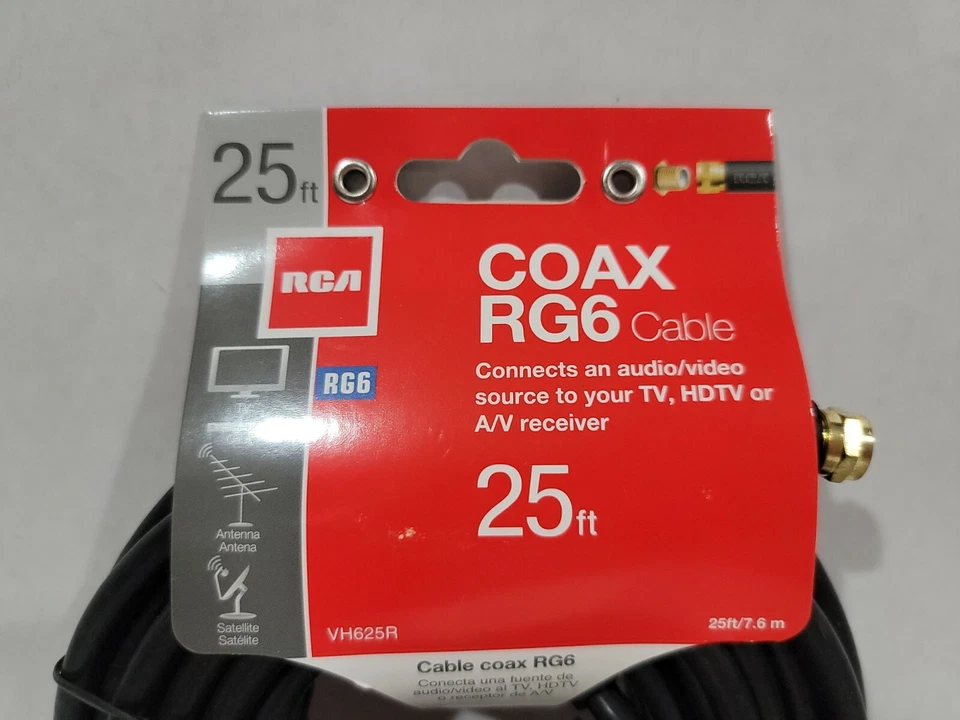 25ft
RCA
COAX
RG6 Cable
RG6
Connects an audio/video
source to your TV, HDTV or
A/V receiver
25ft
Antenna
Antena
Satellite
Satélite
VH625R
25ft/7.6 m
Cable coax RG6
Conecta una fuente de
audio/video al TV, HDTV
o receptor de A/V